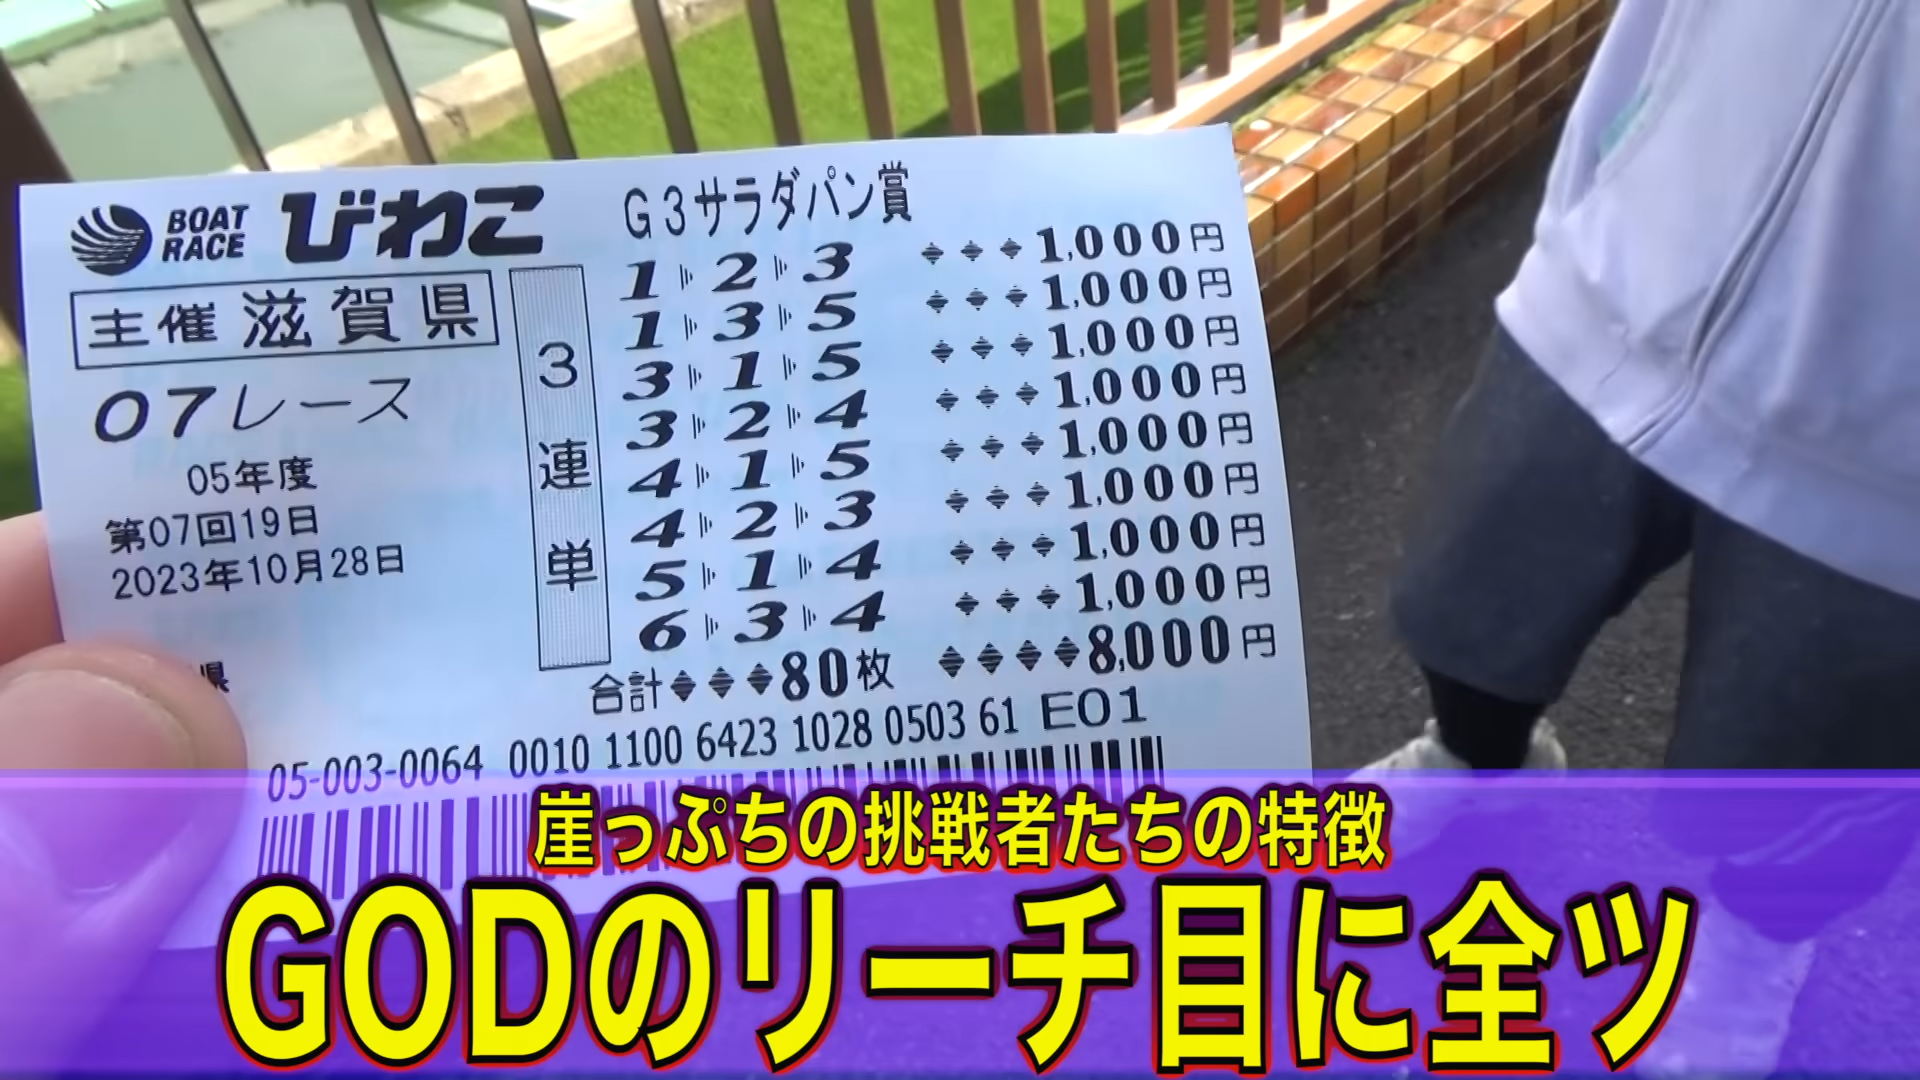 BOAT RACE びわこ G3サラダパン賞
主催 滋賀県
07レース
05年度
第07回19日
2023年10月28日
県
3連単
1 2 3 1,000円
1 3 5 1,000円
3 1 5 1,000円
3 2 4 1,000円
4 1 5 1,000円
4 2 3 1,000円
5 1 4 1,000円
6 3 4 1,000円
合計 80枚 8,000円
05-003-0064 0010 1100 6423 1028 0503 61 E01
崖っぷちの挑戦者たちの特徴
GODのリーチ目に全ツ